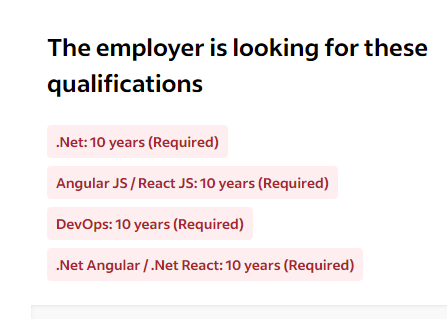 The employer is looking for these
qualifications
.Net: 10 years (Required)
Angular JS / React JS: 10 years (Required)
DevOps: 10 years (Required)
.Net Angular / .Net React: 10 years (Required)